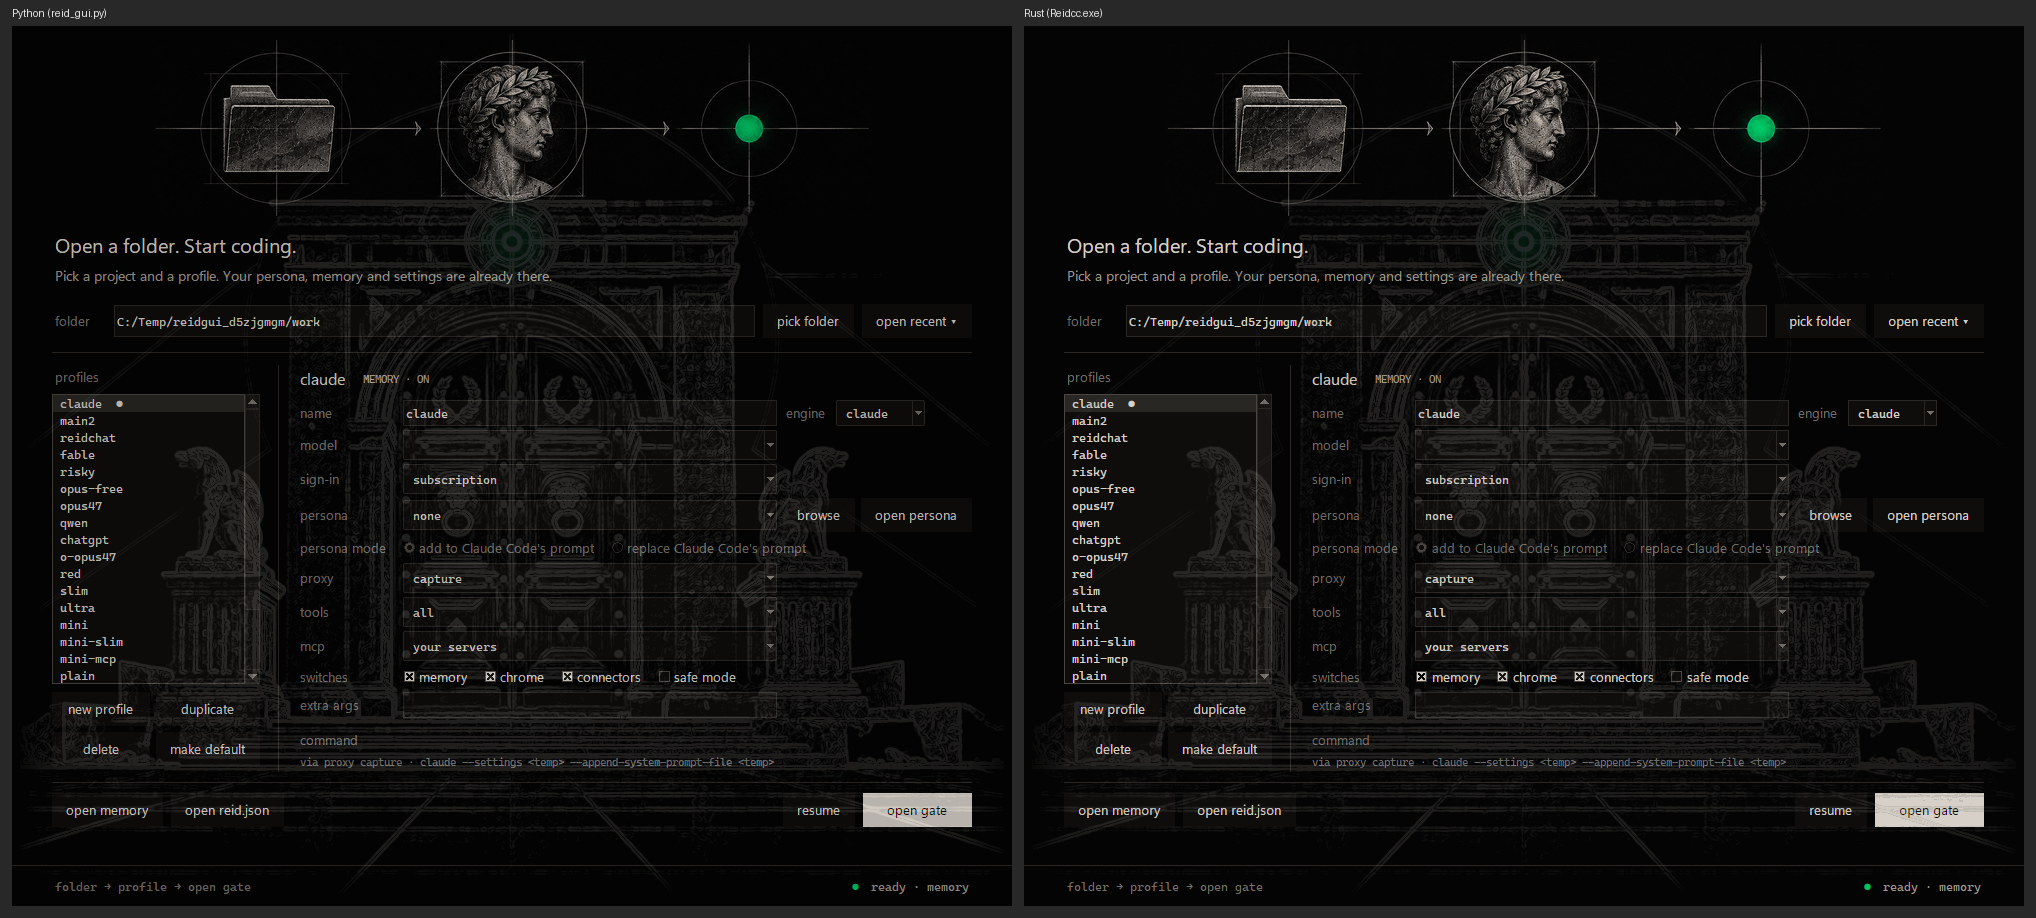 Python (reid_gui.py)
Open a folder. Start coding.
Pick a project and a profile. Your persona, memory and settings are already there.
folder C:/Temp/reidgui_d5zjgmgm/work pick folder open recent ▾
profiles
claude ●
main2
reidchat
fable
risky
opus-free
opus47
qwen
chatgpt
o-opus47
red
slim
ultra
mini
mini-slim
mini-mcp
plain
new profile duplicate
delete make default
claude MEMORY · ON
name claude engine claude
model
sign-in subscription
persona none browse open persona
persona mode add to Claude Code's prompt replace Claude Code's prompt
proxy capture
tools all
mcp your servers
switches memory chrome connectors safe mode
extra args
command
via proxy capture · claude --settings <temp> --append-system-prompt-file <temp>
open memory open reid.json resume open gate
folder → profile → open gate ● ready · memory
Rust (Reidcc.exe)
Open a folder. Start coding.
Pick a project and a profile. Your persona, memory and settings are already there.
folder C:/Temp/reidgui_d5zjgmgm/work pick folder open recent ▾
profiles
claude ●
main2
reidchat
fable
risky
opus-free
opus47
qwen
chatgpt
o-opus47
red
slim
ultra
mini
mini-slim
mini-mcp
plain
new profile duplicate
delete make default
claude MEMORY · ON
name claude engine claude
model
sign-in subscription
persona none browse open persona
persona mode add to Claude Code's prompt replace Claude Code's prompt
proxy capture
tools all
mcp your servers
switches memory chrome connectors safe mode
extra args
command
via proxy capture · claude --settings <temp> --append-system-prompt-file <temp>
open memory open reid.json resume open gate
folder → profile → open gate ● ready · memory